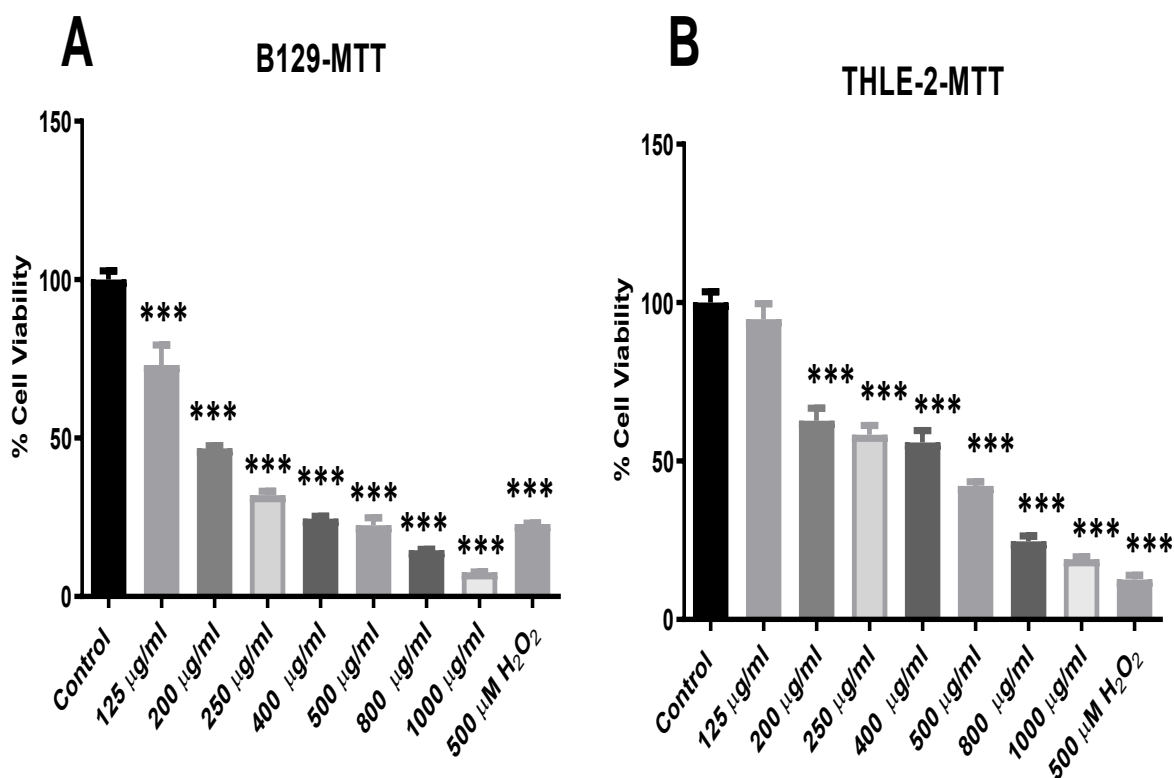 A
B129-MTT
% Cell Viability
150
100
50
0
***
***
***
***
***
***
***
***
Control
125 µg/ml
200 µg/ml
250 µg/ml
400 µg/ml
500 µg/ml
800 µg/ml
1000 µg/ml
500 µM H₂O₂
B
THLE-2-MTT
% Cell Viability
150
100
50
0
***
***
***
***
***
***
***
Control
125 µg/ml
200 µg/ml
250 µg/ml
400 µg/ml
500 µg/ml
800 µg/ml
1000 µg/ml
500 µM H₂O₂